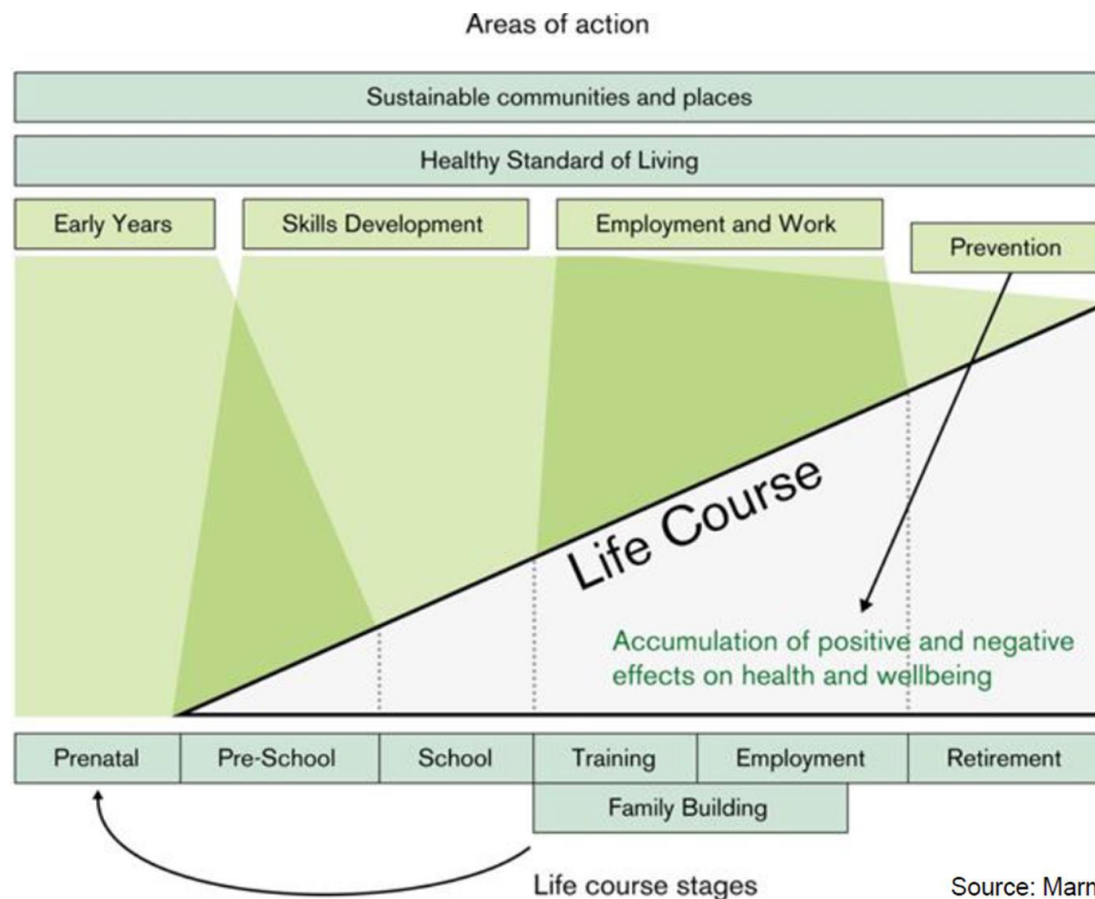 Areas of action
Sustainable communities and places
Healthy Standard of Living
Early Years
Skills Development
Employment and Work
Prevention
Life Course
Accumulation of positive and negative
effects on health and wellbeing
Prenatal
Pre-School
School
Training
Employment
Retirement
Family Building
Life course stages
Source: